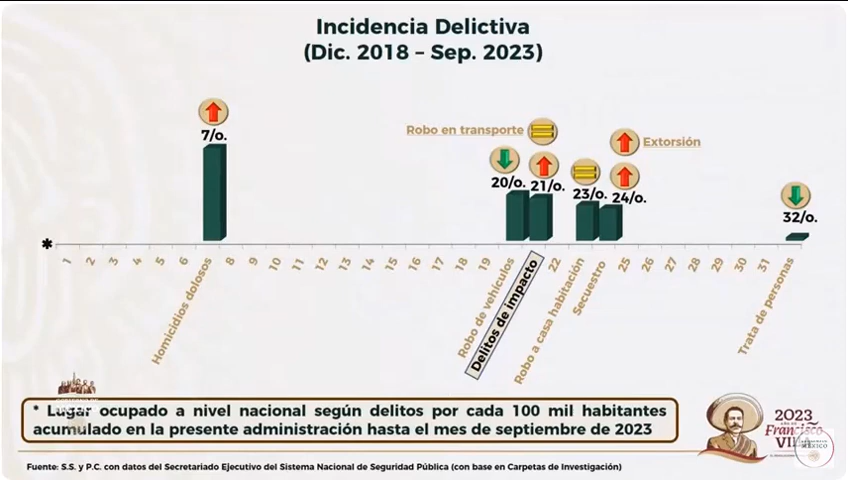 Incidencia Delictiva
(Dic. 2018 – Sep. 2023)
Robo en transporte
Extorsión
7/o.
20/o.
21/o.
23/o.
24/o.
32/o.
*
1
2
3
4
5
6
Homicidios dolosos
8
9
10
11
12
13
14
15
16
17
18
19
Robo de vehículos
Delitos de impacto
22
Robo a casa habitación
Secuestro
25
26
27
28
29
30
31
Trata de personas
* Lugar ocupado a nivel nacional según delitos por cada 100 mil habitantes
acumulado en la presente administración hasta el mes de septiembre de 2023
2023
Francisco
VILLA
MÉXICO
Fuente: S.S. y P.C. con datos del Secretariado Ejecutivo del Sistema Nacional de Seguridad Pública (con base en Carpetas de Investigación)